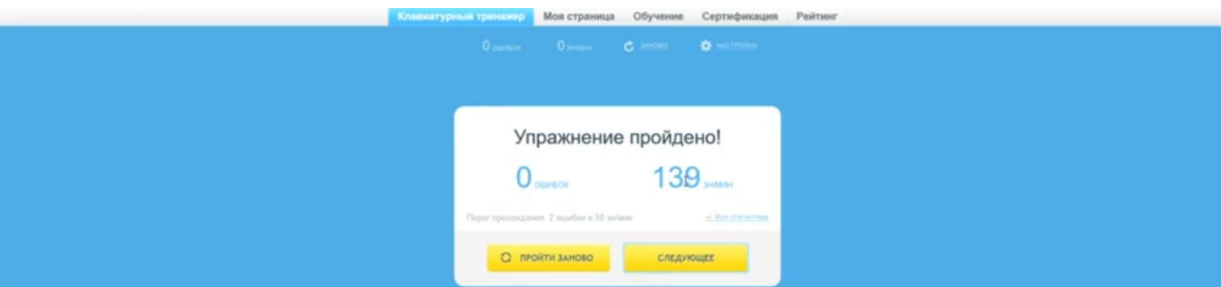 Клавиатурный тренажер Моя страница Обучение Сертификация Рейтинг
0 ошибок 0 зн/мин заново настройки
Упражнение пройдено!
0 ошибок 139 зн/мин
Порог прохождения: 2 ошибки и 50 зн/мин Моя статистика
ПРОЙТИ ЗАНОВО СЛЕДУЮЩЕЕ